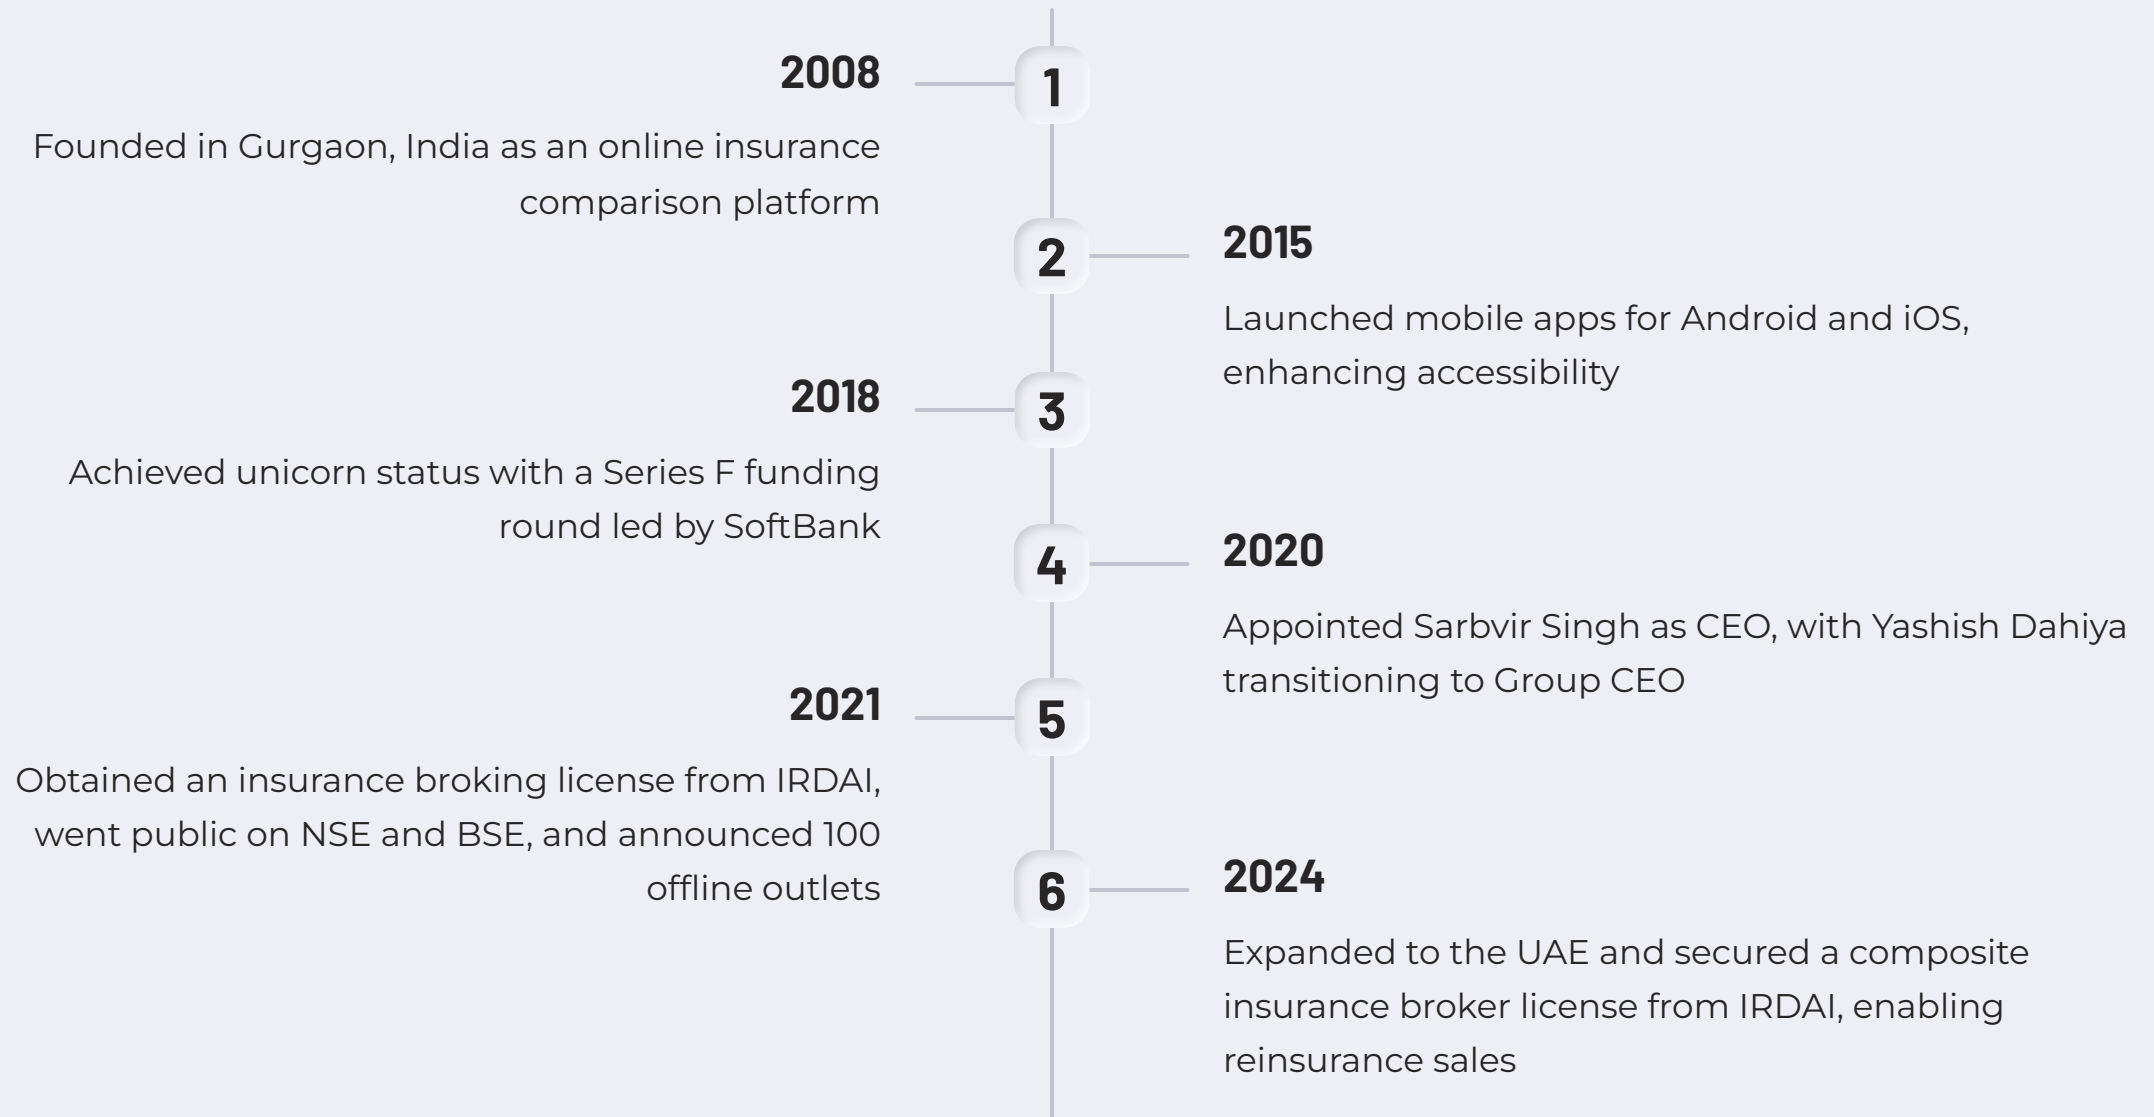 1
2008
Founded in Gurgaon, India as an online insurance
comparison platform
2
2015
Launched mobile apps for Android and iOS,
enhancing accessibility
3
2018
Achieved unicorn status with a Series F funding
round led by SoftBank
4
2020
Appointed Sarbvir Singh as CEO, with Yashish Dahiya
transitioning to Group CEO
5
2021
Obtained an insurance broking license from IRDAI,
went public on NSE and BSE, and announced 100
offline outlets
6
2024
Expanded to the UAE and secured a composite
insurance broker license from IRDAI, enabling
reinsurance sales